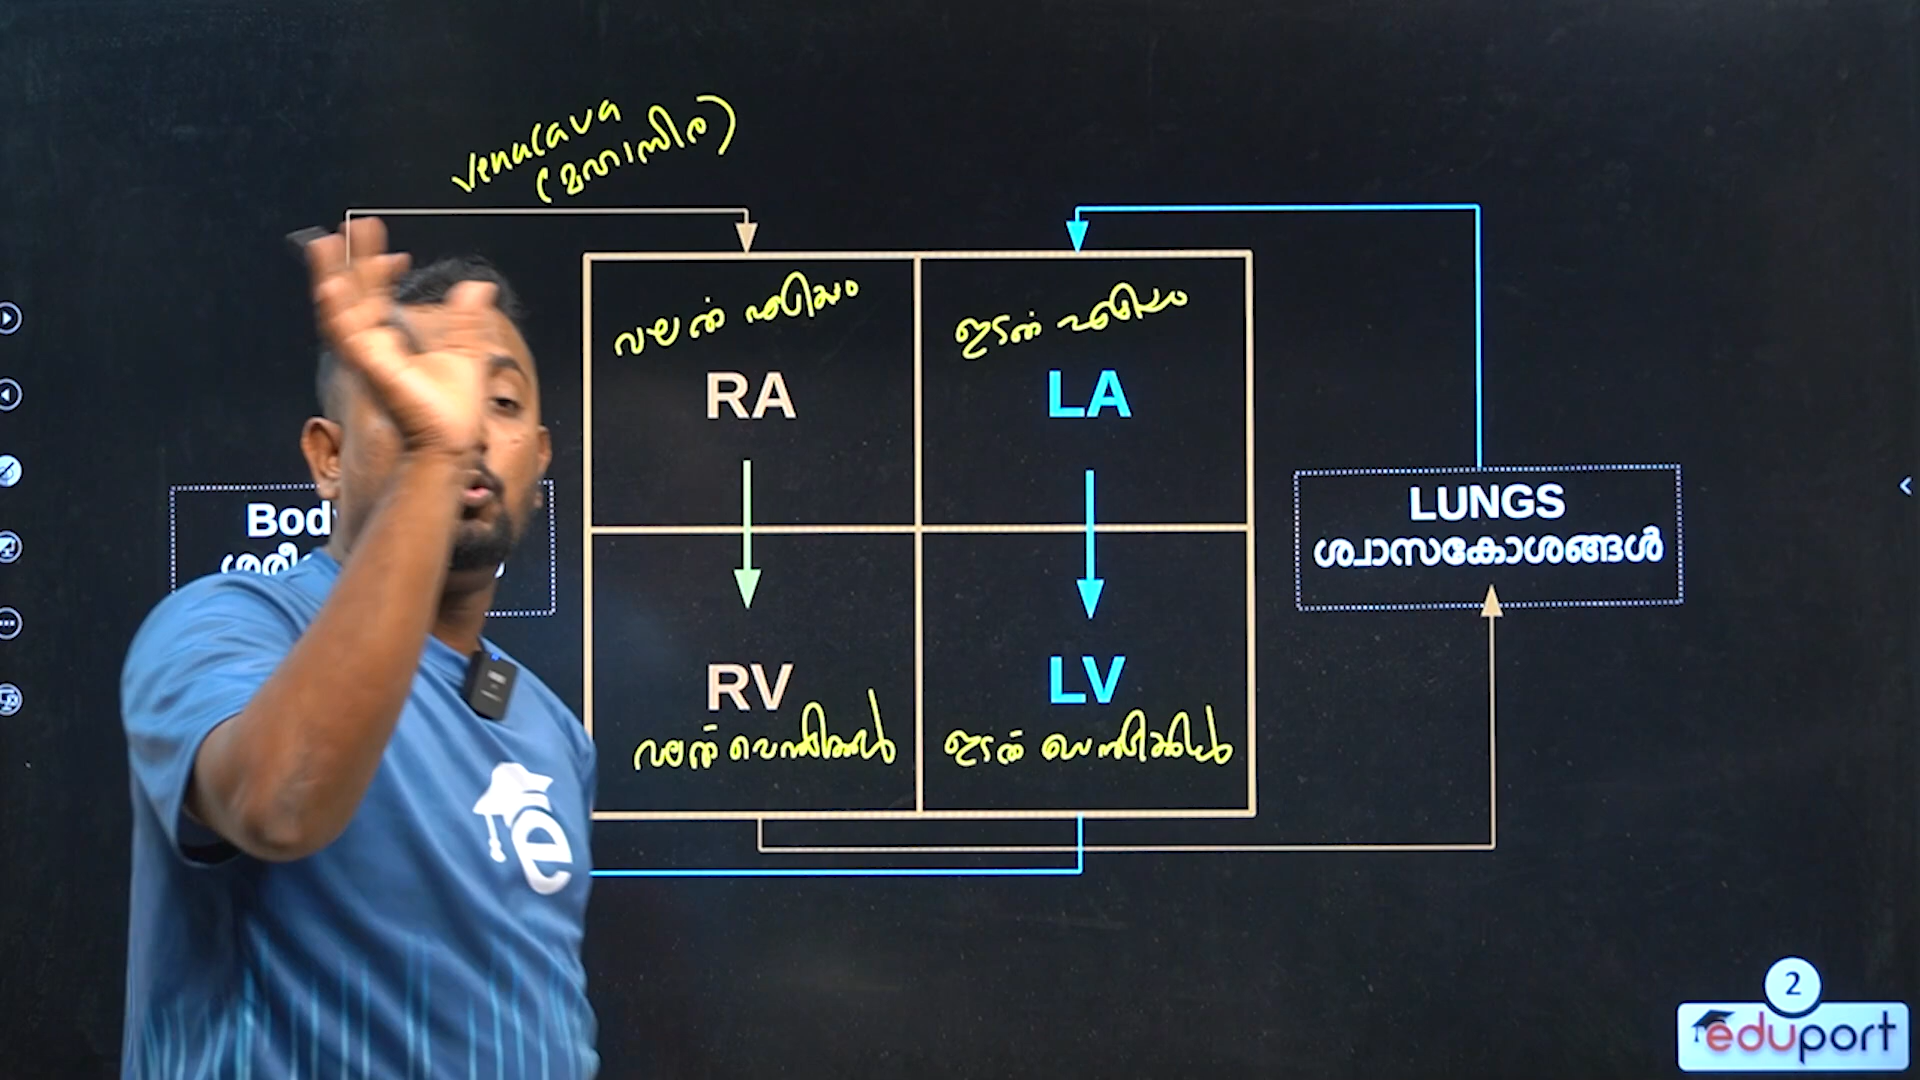 Venacava
(മഹാസിര)
വലത് ഏട്രിയം
ഇടത് ഏട്രിയം
RA
LA
LUNGS
ശ്വാസകോശങ്ങൾ
RV
LV
വലത് വെൻട്രിക്കിൾ
ഇടത് വെൻട്രിക്കിൾ
e
2
eduport